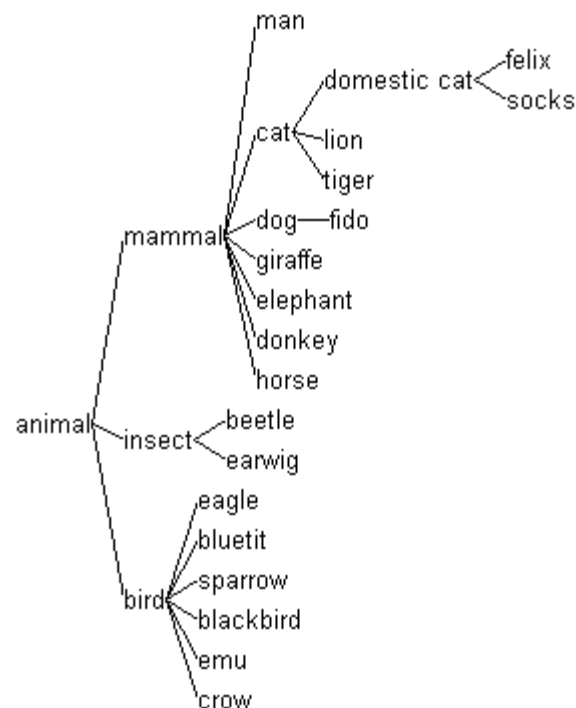 man
felix
domestic cat
socks
cat
lion
tiger
dog
fido
mammal
giraffe
elephant
donkey
horse
beetle
animal
insect
earwig
eagle
bluetit
sparrow
bird
blackbird
emu
crow